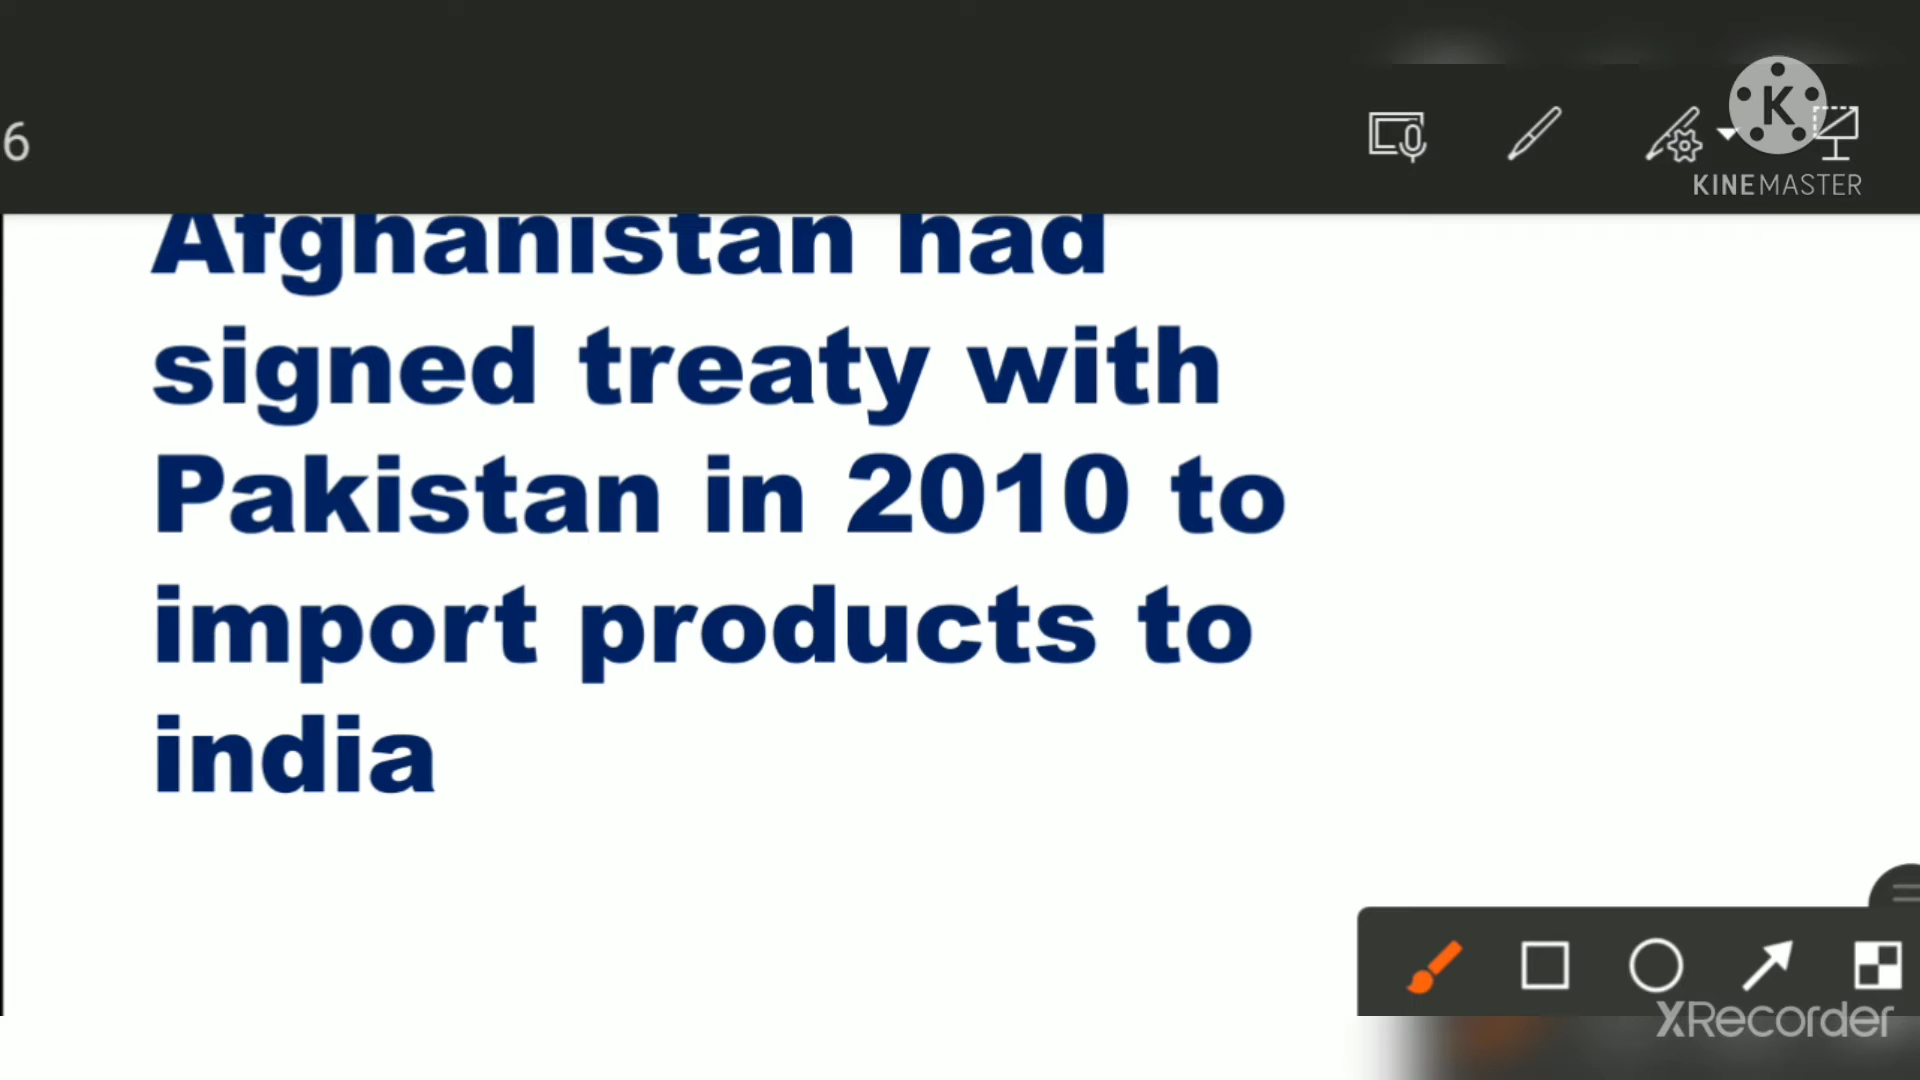 6
K
KINEMASTER
Afghanistan had
signed treaty with
Pakistan in 2010 to
import products to
india
XRecorder